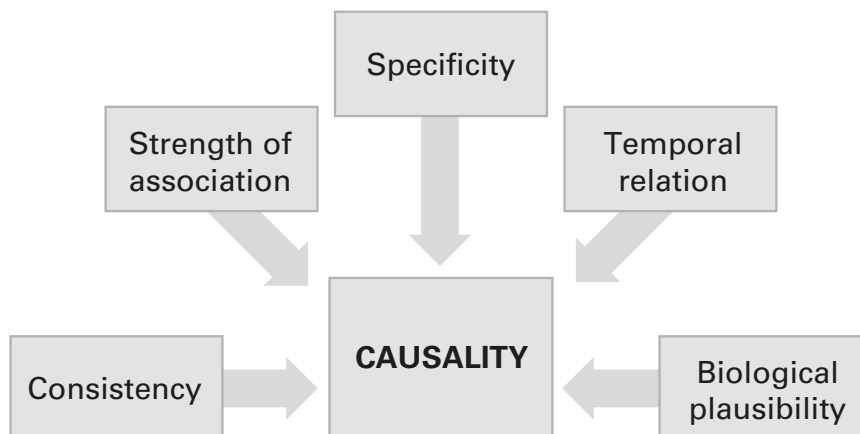 Specificity
Strength of
association
Temporal
relation
CAUSALITY
Consistency
Biological
plausibility